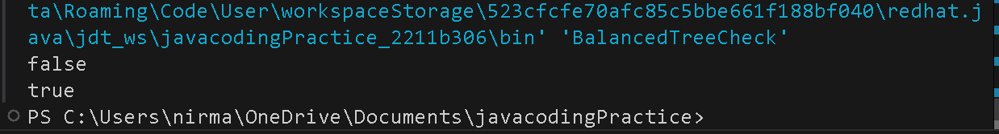 ta\Roaming\Code\User\workspaceStorage\523cfcfe70afc85c5bbe661f188bf040\redhat.j
ava\jdt_ws\javacodingPractice_2211b306\bin' 'BalancedTreeCheck'
false
true
PS C:\Users\nirma\OneDrive\Documents\javacodingPractice>